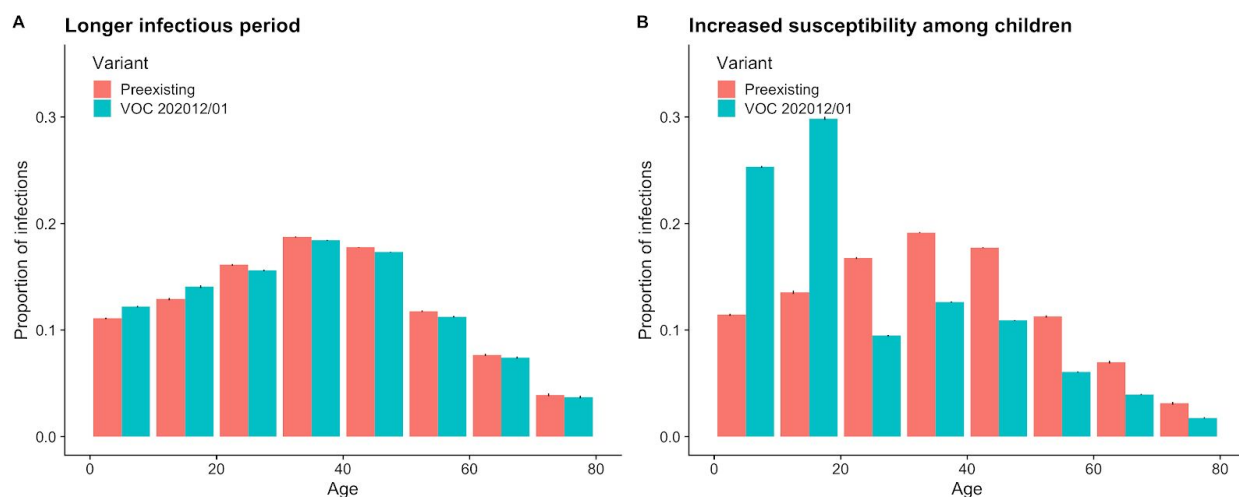 A Longer infectious period
Variant
Preexisting
VOC 202012/01
0.3
0.2
0.1
0.0
Proportion of infections
0 20 40 60 80
Age
B Increased susceptibility among children
Variant
Preexisting
VOC 202012/01
0.3
0.2
0.1
0.0
Proportion of infections
0 20 40 60 80
Age